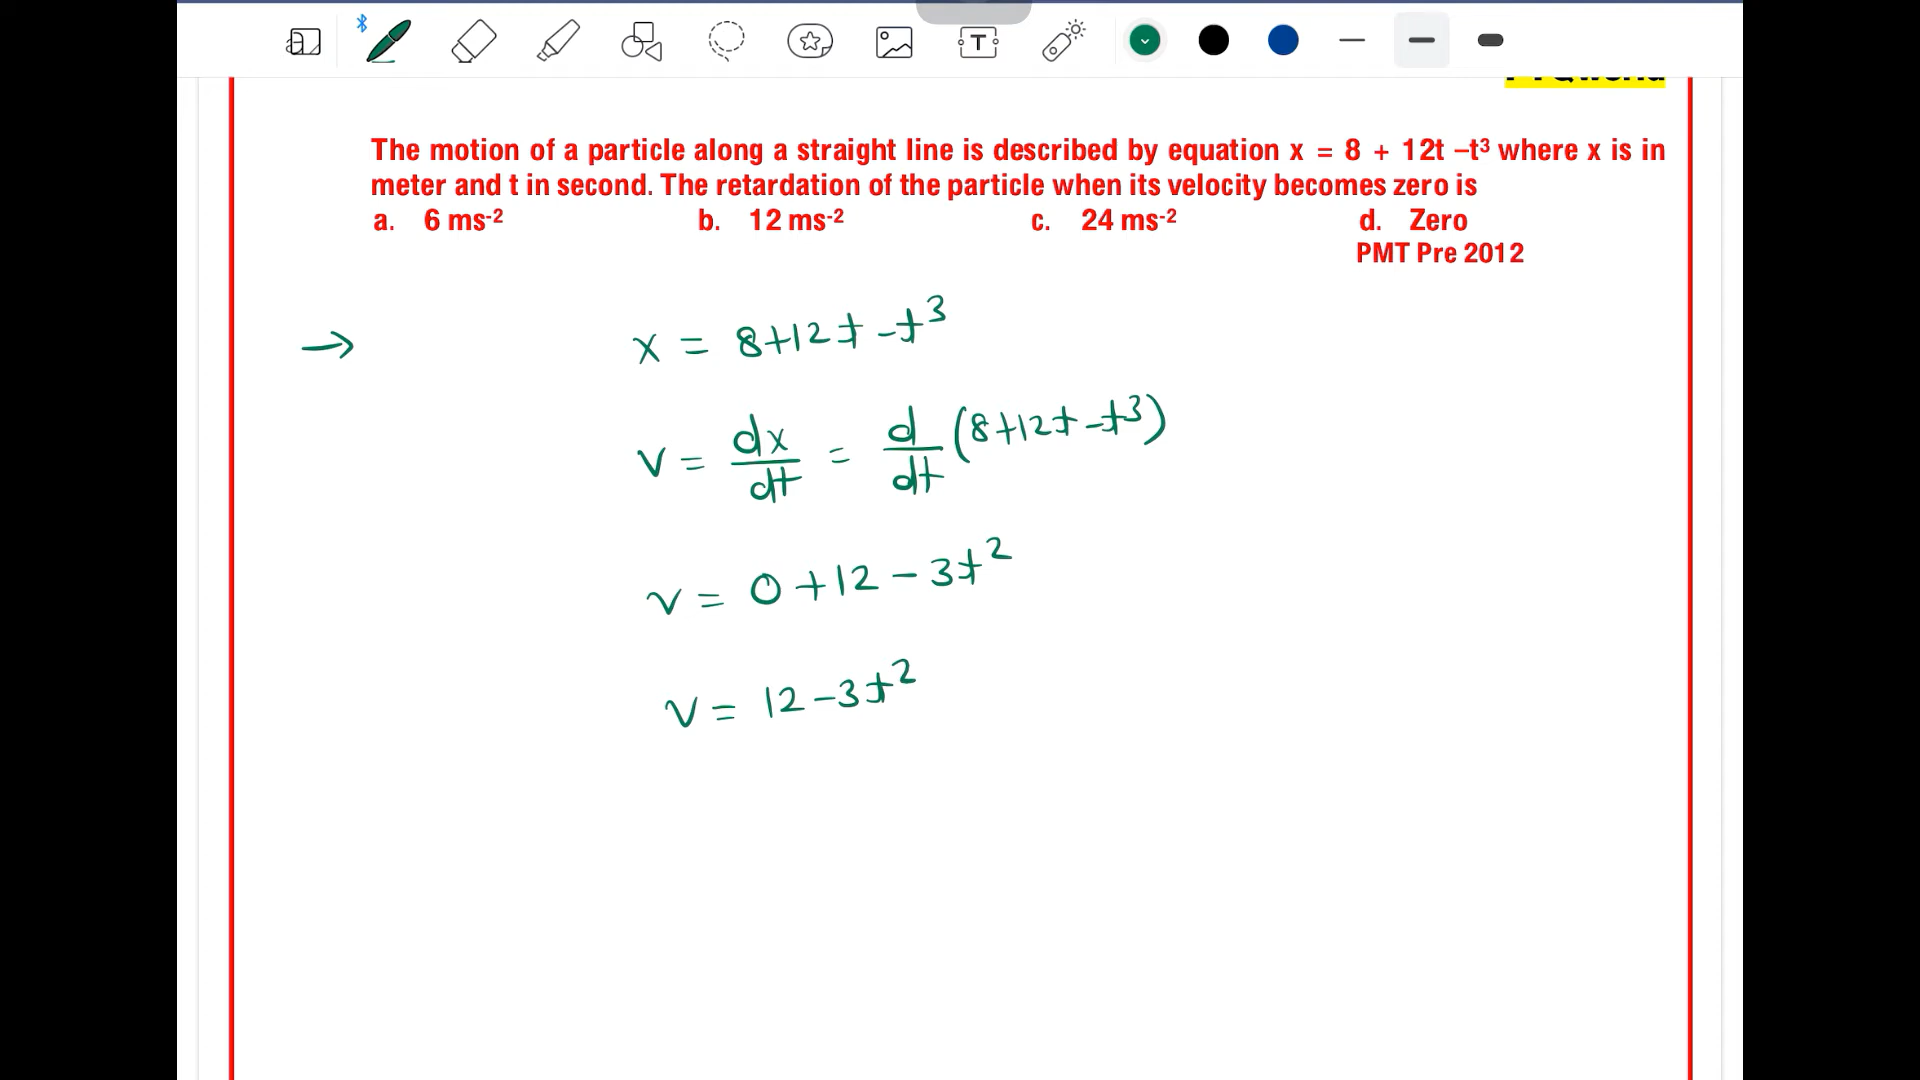 The motion of a particle along a straight line is described by equation x = 8 + 12t –t³ where x is in
meter and t in second. The retardation of the particle when its velocity becomes zero is
a. 6 ms⁻² b. 12 ms⁻² c. 24 ms⁻² d. Zero
PMT Pre 2012
→ x = 8+12t -t³
v = dx/dt = d/dt (8+12t -t³)
v = 0 + 12 - 3t²
v = 12 - 3t²